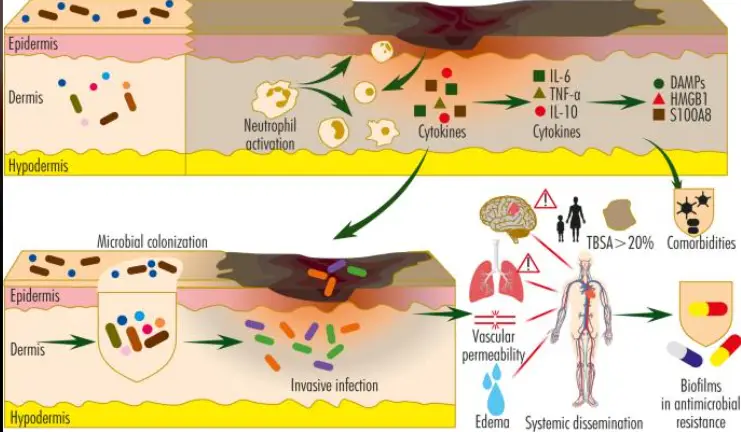 Epidermis
Dermis
Hypodermis
Neutrophil
activation
Cytokines
IL-6
TNF-α
IL-10
Cytokines
DAMPs
HMGB1
S100A8
Microbial colonization
TBSA>20%
Comorbidities
Epidermis
Dermis
Hypodermis
Invasive infection
Vascular
permeability
Edema
Systemic dissemination
Biofilms
in antimicrobial
resistance